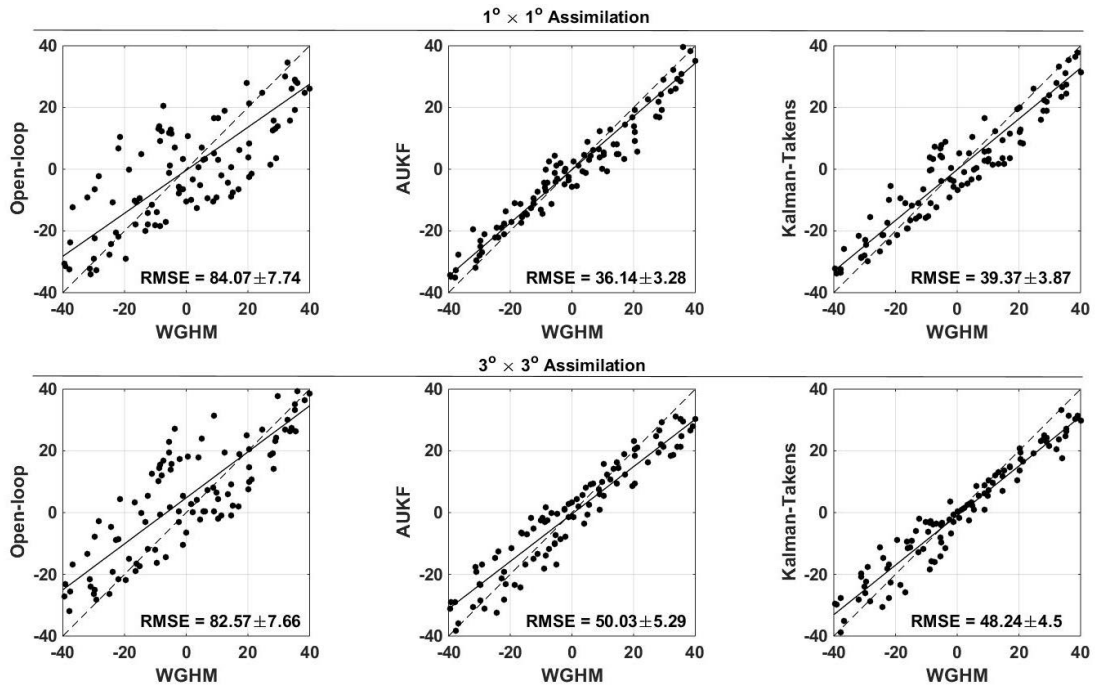 1° × 1° Assimilation
40
20
0
-20
-40
Open-loop
RMSE = 84.07±7.74
-40 -20 0 20 40
WGHM
40
20
0
-20
-40
AUKF
RMSE = 36.14±3.28
-40 -20 0 20 40
WGHM
40
20
0
-20
-40
Kalman-Takens
RMSE = 39.37±3.87
-40 -20 0 20 40
WGHM
3° × 3° Assimilation
40
20
0
-20
-40
Open-loop
RMSE = 82.57±7.66
-40 -20 0 20 40
WGHM
40
20
0
-20
-40
AUKF
RMSE = 50.03±5.29
-40 -20 0 20 40
WGHM
40
20
0
-20
-40
Kalman-Takens
RMSE = 48.24±4.5
-40 -20 0 20 40
WGHM